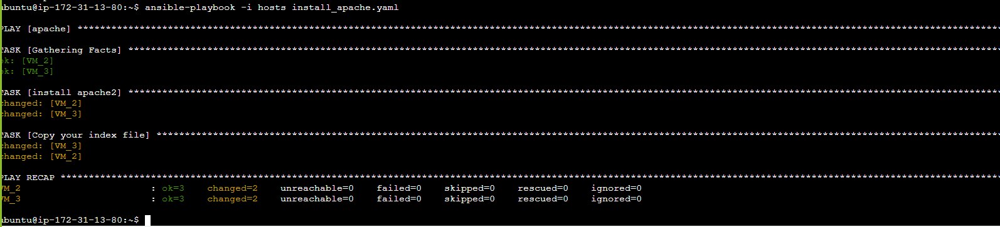 ubuntu@ip-172-31-13-80:~$ ansible-playbook -i hosts install_apache.yaml
PLAY [apache] ****************************************************************************************************************************************************************
TASK [Gathering Facts] *******************************************************************************************************************************************************
ok: [VM_2]
ok: [VM_3]
TASK [install apache2] *******************************************************************************************************************************************************
changed: [VM_2]
changed: [VM_3]
TASK [Copy your index file] **************************************************************************************************************************************************
changed: [VM_3]
changed: [VM_2]
PLAY RECAP *******************************************************************************************************************************************************************
VM_2 : ok=3 changed=2 unreachable=0 failed=0 skipped=0 rescued=0 ignored=0
VM_3 : ok=3 changed=2 unreachable=0 failed=0 skipped=0 rescued=0 ignored=0
ubuntu@ip-172-31-13-80:~$